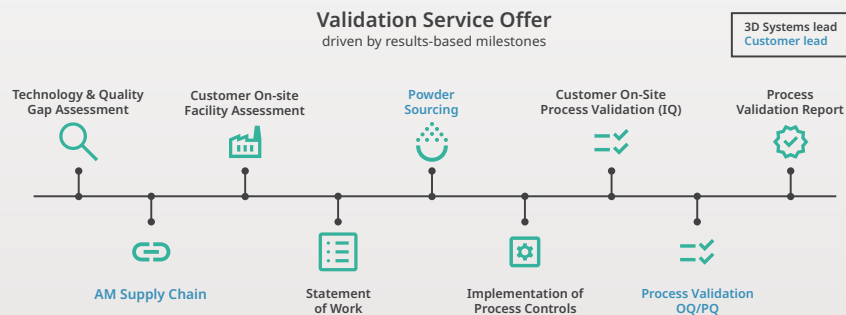 Validation Service Offer
driven by results-based milestones
3D Systems lead
Customer lead
Technology & Quality
Gap Assessment
Customer On-site
Facility Assessment
Powder
Sourcing
Customer On-Site
Process Validation (IQ)
Process
Validation Report
AM Supply Chain
Statement
of Work
Implementation of
Process Controls
Process Validation
OQ/PQ